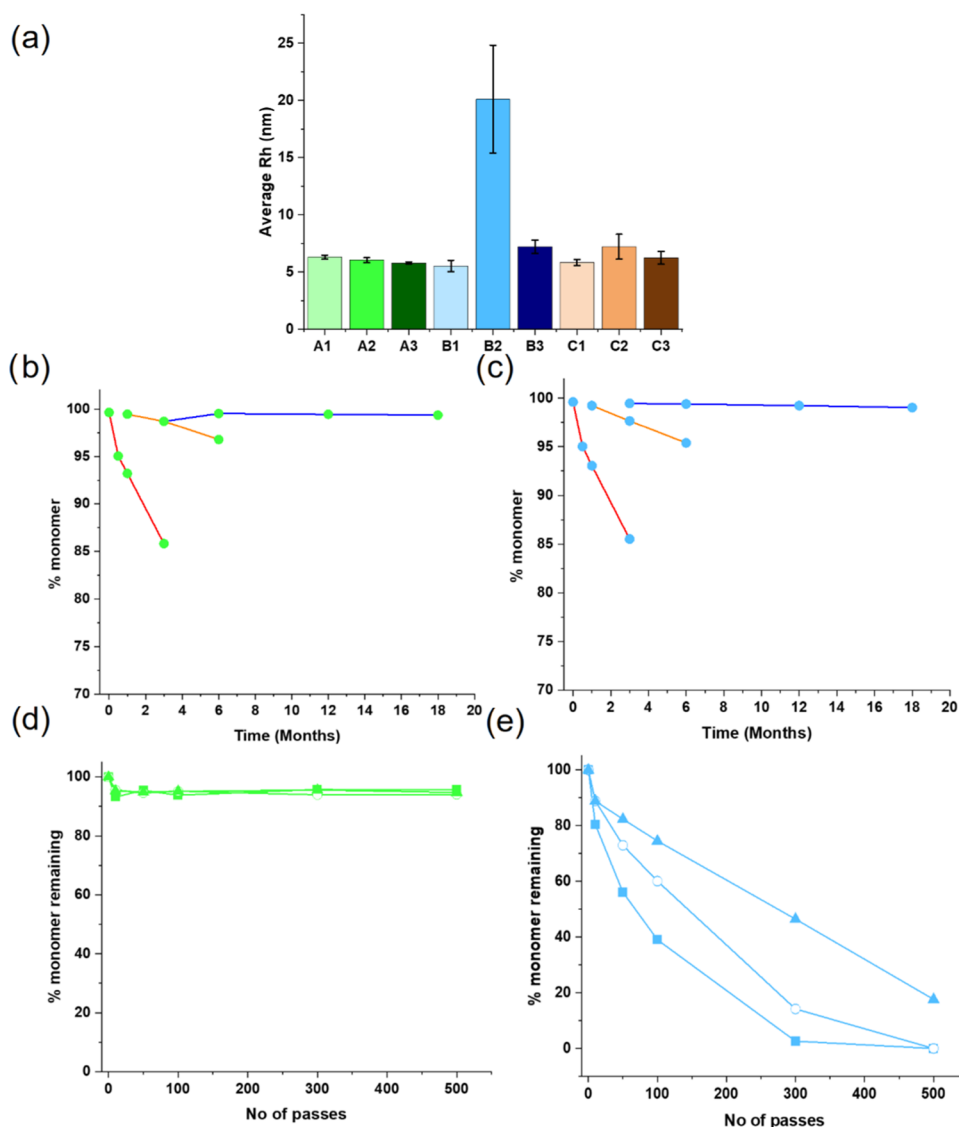 (a)
Average Rh (nm)
25
20
15
10
5
0
A1 A2 A3 B1 B2 B3 C1 C2 C3
(b)
% monomer
100
95
90
85
80
75
70
0 2 4 6 8 10 12 14 16 18 20
Time (Months)
(c)
% monomer
100
95
90
85
80
75
70
0 2 4 6 8 10 12 14 16 18 20
Time (Months)
(d)
% monomer remaining
100
80
60
40
20
0
0 100 200 300 400 500
No of passes
(e)
% monomer remaining
100
80
60
40
20
0
0 100 200 300 400 500
No of passes